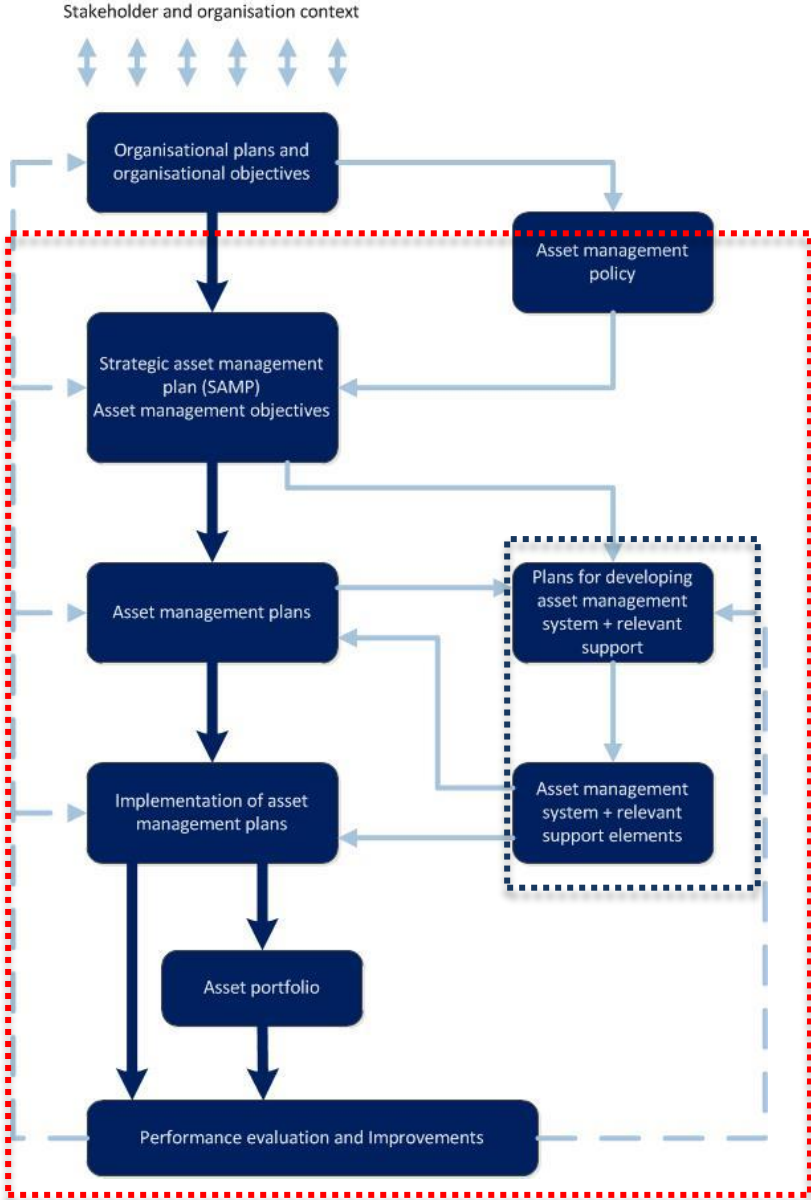 Stakeholder and organisation context
Organisational plans and
organisational objectives
Asset management
policy
Strategic asset management
plan (SAMP)
Asset management objectives
Asset management plans
Plans for developing
asset management
system + relevant
support
Implementation of asset
management plans
Asset management
system + relevant
support elements
Asset portfolio
Performance evaluation and Improvements